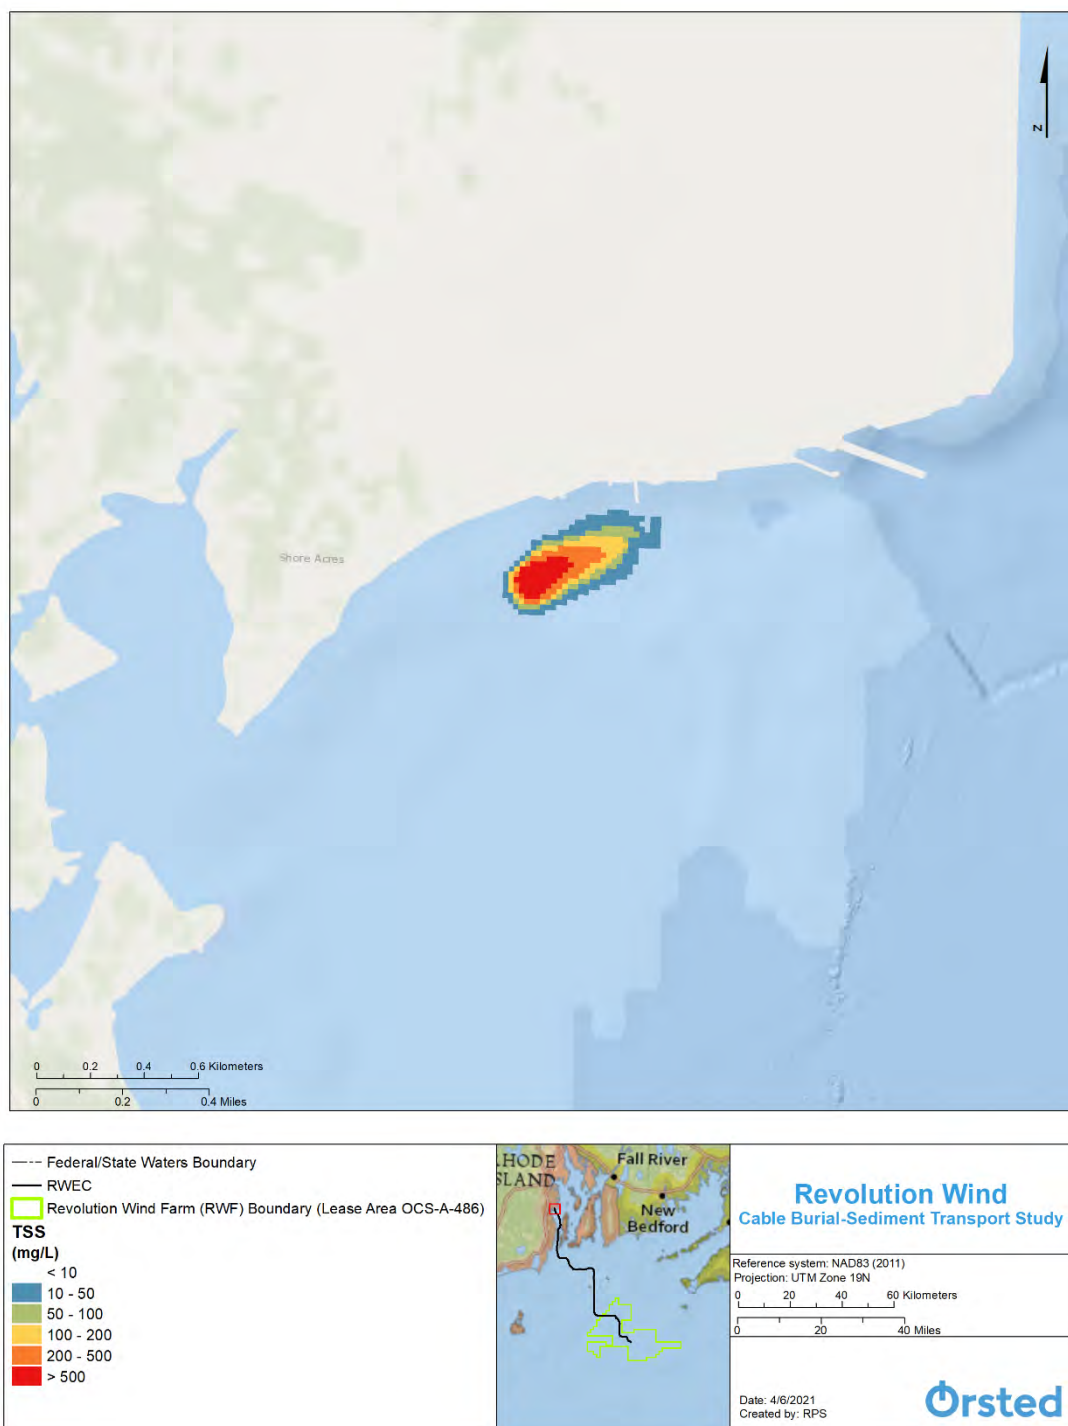 N
Shore Acres
0 0.2 0.4 0.6 Kilometers
0 0.2 0.4 Miles
Federal/State Waters Boundary
RWEC
Revolution Wind Farm (RWF) Boundary (Lease Area OCS-A-486)
TSS
(mg/L)
< 10
10 - 50
50 - 100
100 - 200
200 - 500
> 500
RHODE
ISLAND
Fall River
New
Bedford
Revolution Wind
Cable Burial-Sediment Transport Study
Reference system: NAD83 (2011)
Projection: UTM Zone 19N
0 20 40 60 Kilometers
0 20 40 Miles
Date: 4/6/2021
Created by: RPS
Ørsted